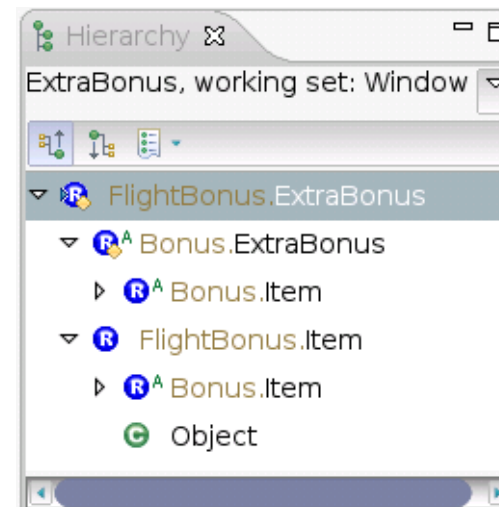 Hierarchy
ExtraBonus, working set: Window
FlightBonus.ExtraBonus
R A Bonus.ExtraBonus
R A Bonus.Item
R FlightBonus.Item
R A Bonus.Item
C Object